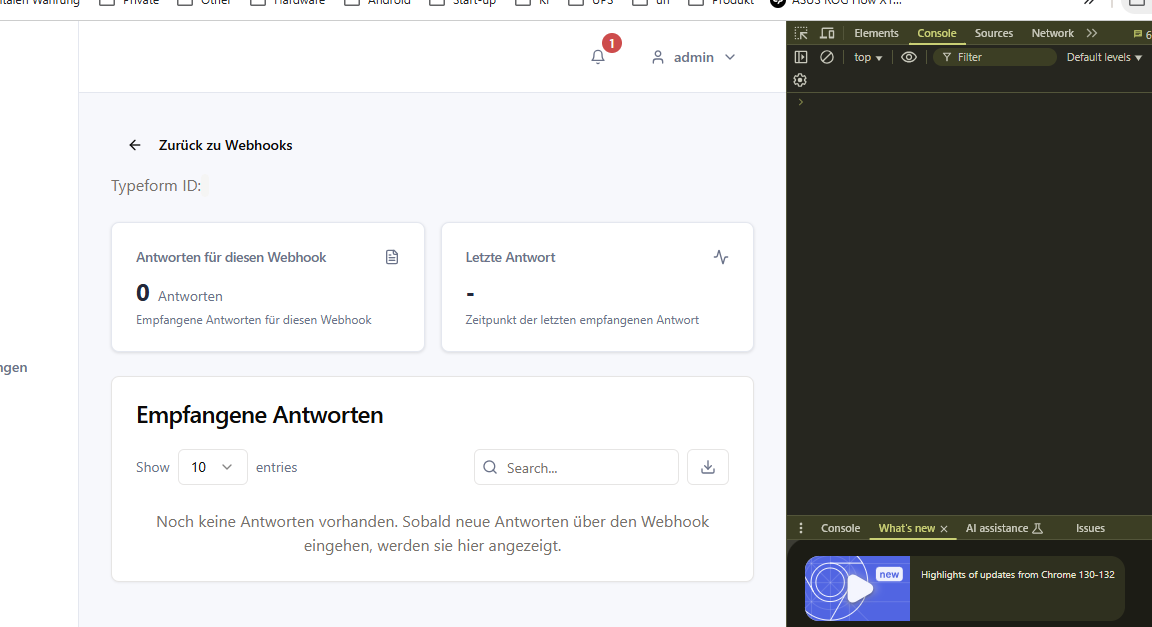 Private
Other
Hardware
Android
Start-up
KI
UPS
Produkt
ASUS ROG Flow X1...
1
admin
Zurück zu Webhooks
Typeform ID:
Antworten für diesen Webhook
0 Antworten
Empfangene Antworten für diesen Webhook
Letzte Antwort
-
Zeitpunkt der letzten empfangenen Antwort
ngen
Empfangene Antworten
Show 10 entries
Search...
Noch keine Antworten vorhanden. Sobald neue Antworten über den Webhook
eingehen, werden sie hier angezeigt.
Elements Console Sources Network 6
top Filter Default levels
Console What's new AI assistance Issues
new
Highlights of updates from Chrome 130-132